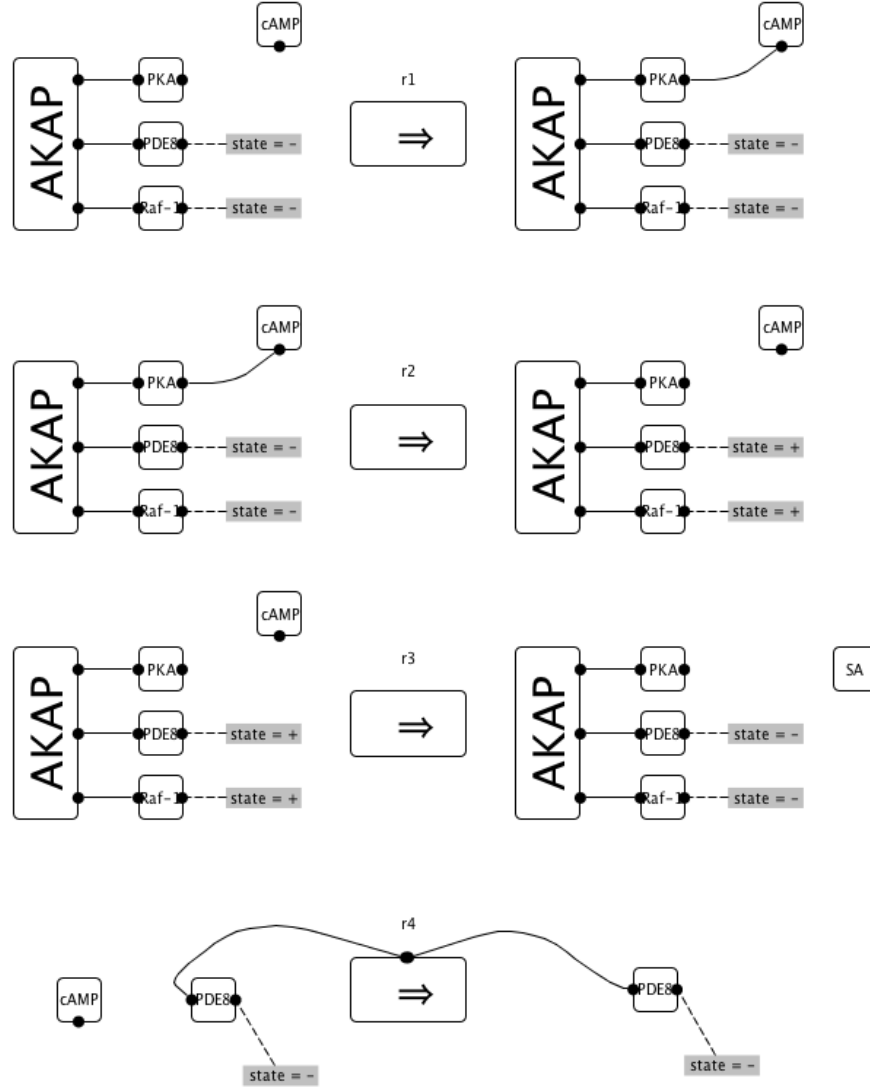 cAMP cAMP
r1
AKAP PKA ⇒ AKAP PKA
PDE8 state = - PDE8 state = -
Raf-1 state = - Raf-1 state = -
cAMP cAMP
r2
AKAP PKA ⇒ AKAP PKA
PDE8 state = - PDE8 state = +
Raf-1 state = - Raf-1 state = +
cAMP
r3
AKAP PKA ⇒ AKAP PKA SA
PDE8 state = + PDE8 state = -
Raf-1 state = + Raf-1 state = -
r4
cAMP PDE8 ⇒ PDE8
state = - state = -